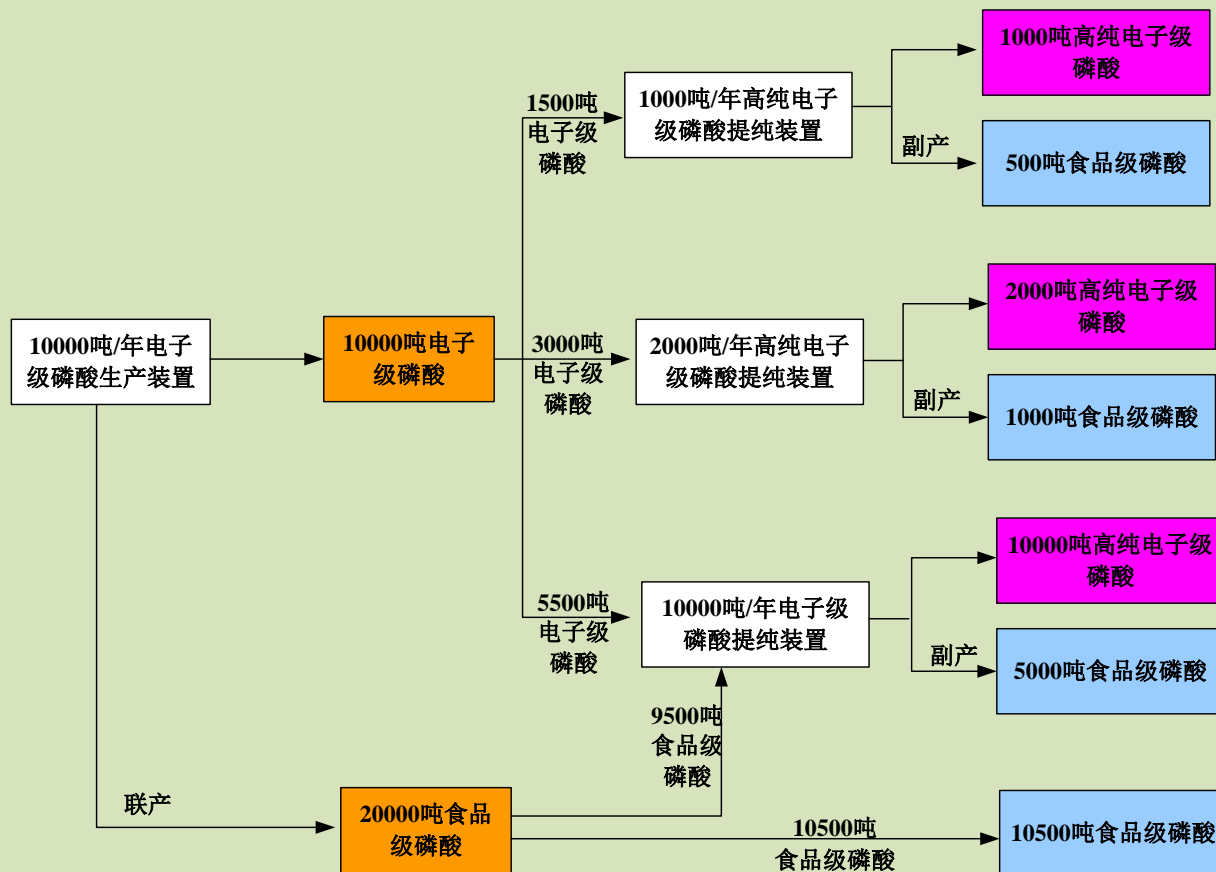 1000吨高纯电子级
磷酸
1500吨
电子级
磷酸
1000吨/年高纯电子
级磷酸提纯装置
副产
500吨食品级磷酸
2000吨高纯电子级
磷酸
10000吨/年电子
级磷酸生产装置
10000吨电子
级磷酸
3000吨
电子级
磷酸
2000吨/年高纯电子
级磷酸提纯装置
副产
1000吨食品级磷酸
10000吨高纯电子级
磷酸
5500吨
电子级
磷酸
10000吨/年电子级
磷酸提纯装置
副产
5000吨食品级磷酸
9500吨
食品级
磷酸
联产
20000吨食品
级磷酸
10500吨
食品级磷酸
10500吨食品级磷酸